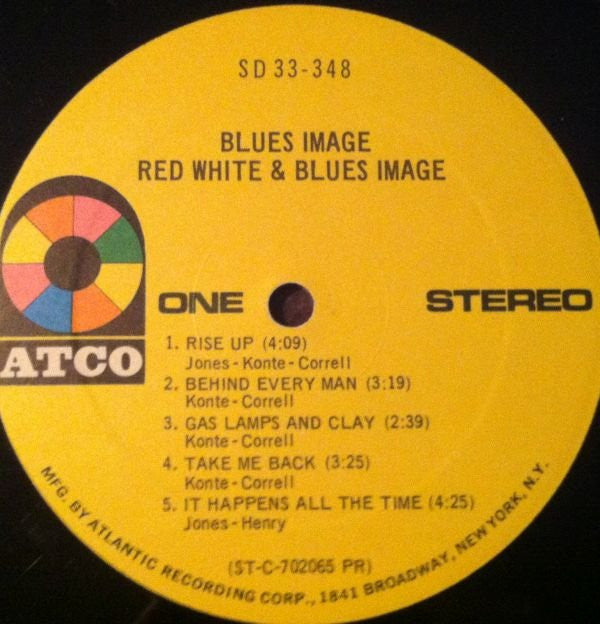 SD 33-348
BLUES IMAGE
RED WHITE & BLUES IMAGE
ATCO
ONE
STEREO
1. RISE UP (4:09)
Jones-Konte-Correll
2. BEHIND EVERY MAN (3:19)
Konte-Correll
3. GAS LAMPS AND CLAY (2:39)
Konte-Correll
4. TAKE ME BACK (3:25)
Konte-Correll
5. IT HAPPENS ALL THE TIME (4:25)
Jones-Henry
(ST-C-702065 PR)
MFG. BY ATLANTIC RECORDING CORP., 1841 BROADWAY, NEW YORK, N.Y.